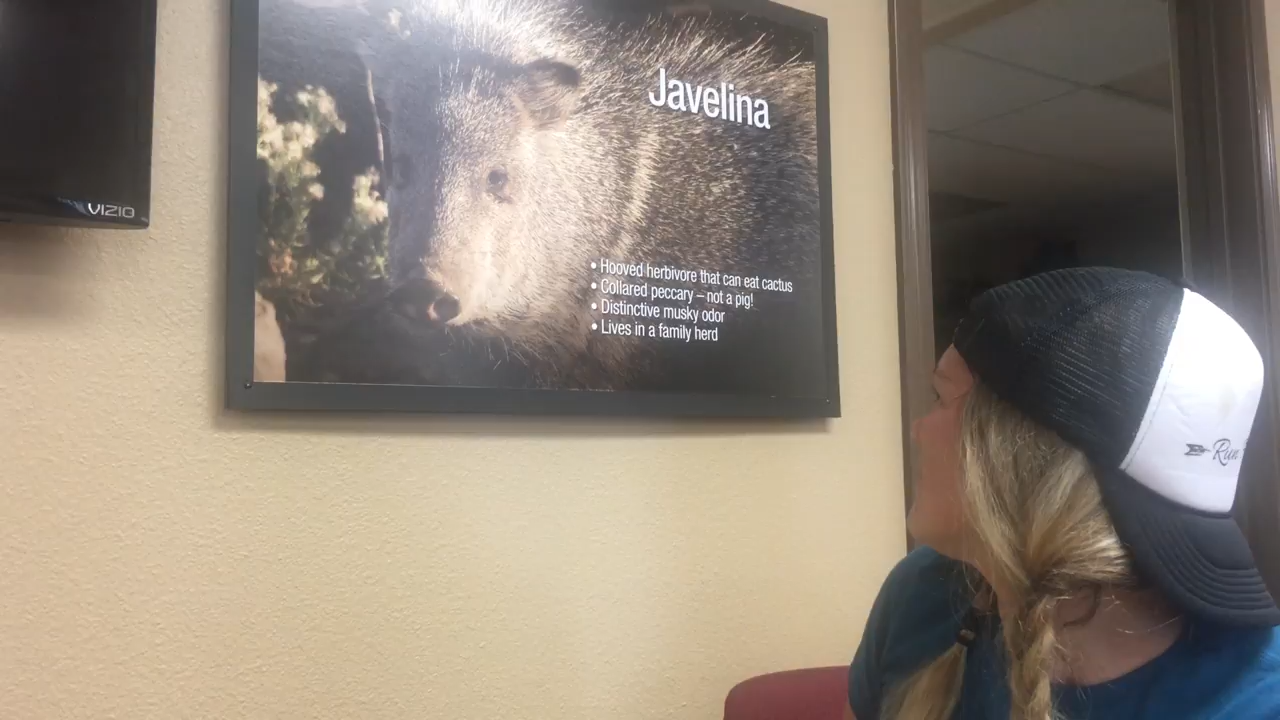 VIZIO
Javelina
• Hooved herbivore that can eat cactus
• Collared peccary – not a pig!
• Distinctive musky odor
• Lives in a family herd
Run